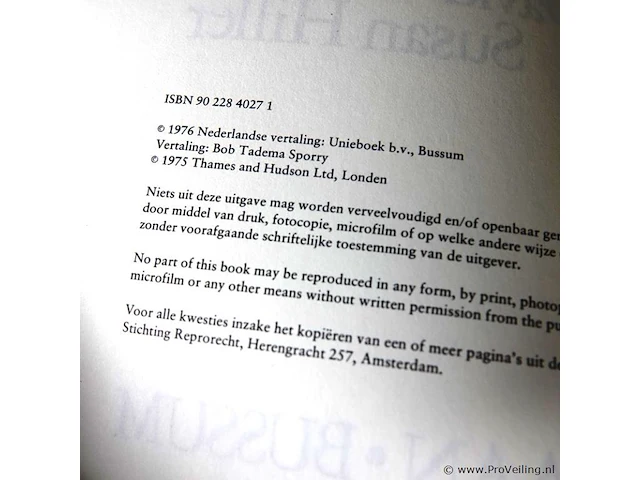 Susan Hiller
ISBN 90 228 4027 1
© 1976 Nederlandse vertaling: Unieboek b.v., Bussum
Vertaling: Bob Tadema Sporry
© 1975 Thames and Hudson Ltd, Londen
Niets uit deze uitgave mag worden verveelvoudigd en/of openbaar
door middel van druk, fotocopie, microfilm of op welke andere wijze
zonder voorafgaande schriftelijke toestemming van de uitgever.
No part of this book may be reproduced in any form, by print,
microfilm or any other means without written permission from the
Voor alle kwesties inzake het kopiëren van een of meer pagina's uit
Stichting Reprorecht, Herengracht 257, Amsterdam.
BUSSUM
© www.ProVeiling.nl